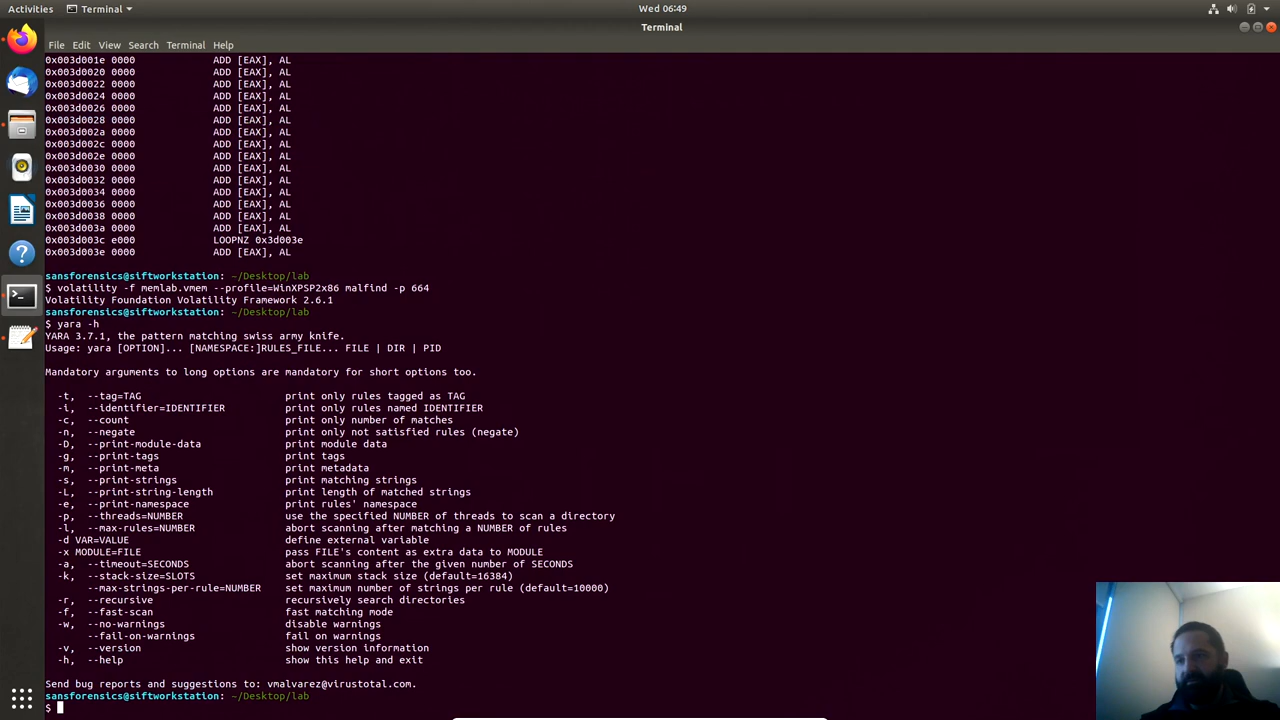 Activities
Terminal
Wed 06:49
Terminal
File Edit View Search Terminal Help
0x003d001e 0000 ADD [EAX], AL
0x003d0020 0000 ADD [EAX], AL
0x003d0022 0000 ADD [EAX], AL
0x003d0024 0000 ADD [EAX], AL
0x003d0026 0000 ADD [EAX], AL
0x003d0028 0000 ADD [EAX], AL
0x003d002a 0000 ADD [EAX], AL
0x003d002c 0000 ADD [EAX], AL
0x003d002e 0000 ADD [EAX], AL
0x003d0030 0000 ADD [EAX], AL
0x003d0032 0000 ADD [EAX], AL
0x003d0034 0000 ADD [EAX], AL
0x003d0036 0000 ADD [EAX], AL
0x003d0038 0000 ADD [EAX], AL
0x003d003a 0000 ADD [EAX], AL
0x003d003c e000 LOOPNZ 0x3d003e
0x003d003e 0000 ADD [EAX], AL
sansforensics@siftworkstation: ~/Desktop/lab
$ volatility -f memlab.vmem --profile=WinXPSP2x86 malfind -p 664
Volatility Foundation Volatility Framework 2.6.1
sansforensics@siftworkstation: ~/Desktop/lab
$ yara -h
YARA 3.7.1, the pattern matching swiss army knife.
Usage: yara [OPTION]... [NAMESPACE:]RULES_FILE... FILE | DIR | PID
Mandatory arguments to long options are mandatory for short options too.
-t, --tag=TAG print only rules tagged as TAG
-i, --identifier=IDENTIFIER print only rules named IDENTIFIER
-c, --count print only number of matches
-n, --negate print only not satisfied rules (negate)
-D, --print-module-data print module data
-g, --print-tags print tags
-m, --print-meta print metadata
-s, --print-strings print matching strings
-L, --print-string-length print length of matched strings
-e, --print-namespace print rules' namespace
-p, --threads=NUMBER use the specified NUMBER of threads to scan a directory
-l, --max-rules=NUMBER abort scanning after matching a NUMBER of rules
-d VAR=VALUE define external variable
-x MODULE=FILE pass FILE's content as extra data to MODULE
-a, --timeout=SECONDS abort scanning after the given number of SECONDS
-k, --stack-size=SLOTS set maximum stack size (default=16384)
--max-strings-per-rule=NUMBER set maximum number of strings per rule (default=10000)
-r, --recursive recursively search directories
-f, --fast-scan fast matching mode
-w, --no-warnings disable warnings
--fail-on-warnings fail on warnings
-v, --version show version information
-h, --help show this help and exit
Send bug reports and suggestions to: vmalvarez@virustotal.com.
sansforensics@siftworkstation: ~/Desktop/lab
$